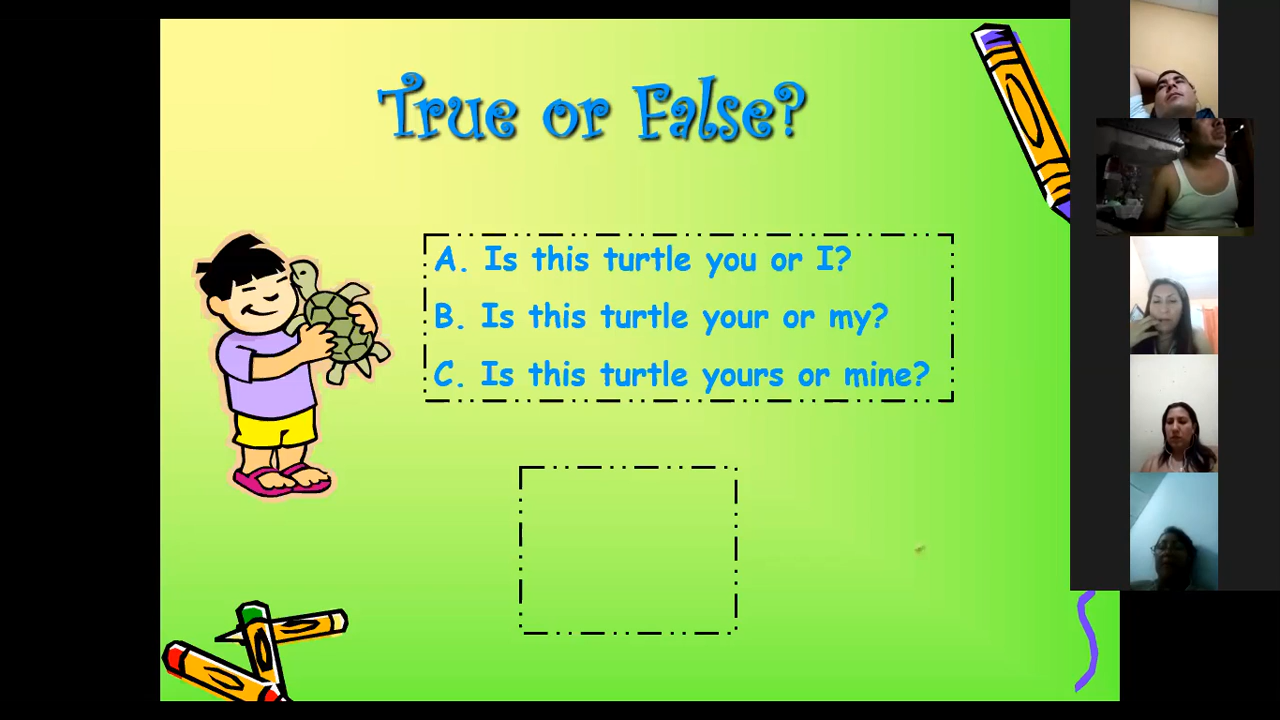 True or False?
A. Is this turtle you or I?
B. Is this turtle your or my?
C. Is this turtle yours or mine?